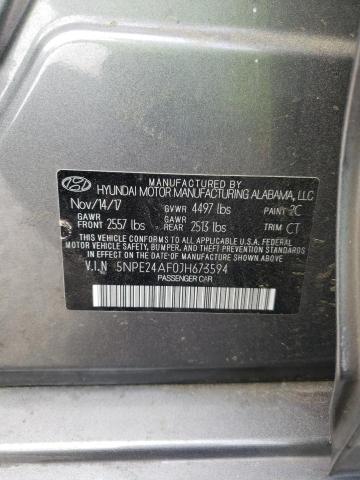 MANUFACTURED BY
HYUNDAI MOTOR MANUFACTURING ALABAMA, LLC
Nov/14/17 GVWR 4497 lbs PAINT 2C
GAWR FRONT 2557 lbs GAWR REAR 2513 lbs TRIM CT
THIS VEHICLE CONFORMS TO ALL APPLICABLE FEDERAL
MOTOR VEHICLE SAFETY, BUMPER, AND THEFT
PREVENTION STANDARDS IN EFFECT ON THE DATE OF
MANUFACTURE SHOWN ABOVE.
V.I.N 5NPE24AF0JH673594
PASSENGER CAR